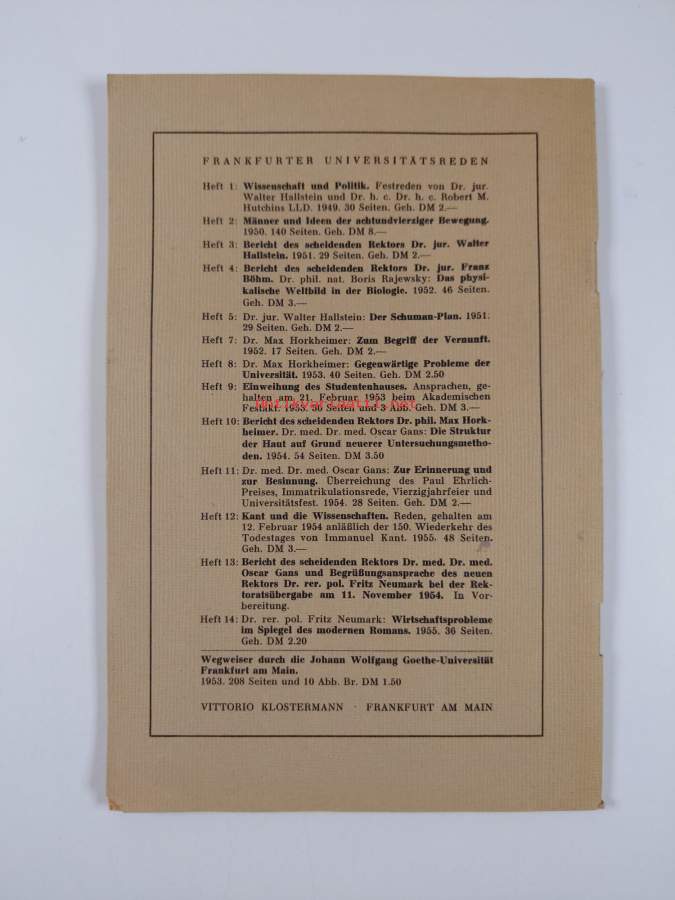 FRANKFURTER UNIVERSITÄTSREDEN
Heft 1: Wissenschaft und Politik. Festreden von Dr. jur.
Walter Hallstein und Dr. h. c. Dr. h. c. Robert M.
Hutchins LLD. 1949. 30 Seiten. Geh. DM 2.—
Heft 2: Männer und Ideen der achtundvierziger Bewegung.
1950. 140 Seiten. Geh. DM 8.—
Heft 3: Bericht des scheidenden Rektors Dr. jur. Walter
Hallstein. 1951. 29 Seiten. Geh. DM 2.—
Heft 4: Bericht des scheidenden Rektors Dr. jur. Franz
Böhm. Dr. phil. nat. Boris Rajewsky: Das physi-
kalische Weltbild in der Biologie. 1952. 46 Seiten.
Geh. DM 3.—
Heft 5: Dr. jur. Walter Hallstein: Der Schuman-Plan. 1951.
29 Seiten. Geh. DM 2.—
Heft 7: Dr. Max Horkheimer: Zum Begriff der Vernunft.
1952. 17 Seiten. Geh. DM 2.—
Heft 8: Dr. Max Horkheimer: Gegenwärtige Probleme der
Universität. 1953. 40 Seiten. Geh. DM 2.50
Heft 9: Einweihung des Studentenhauses. Ansprachen, ge-
halten am 21. Februar 1953 beim Akademischen
Festakt. 1953. 36 Seiten und 3 Abb. Geh. DM 3.—
antikvariaatti.net
Heft 10: Bericht des scheidenden Rektors Dr. phil. Max Hork-
heimer. Dr. med. Dr. med. Oscar Gans: Die Struktur
der Haut auf Grund neuerer Untersuchungsmetho-
den. 1954. 54 Seiten. DM 3.50
Heft 11: Dr. med. Dr. med. Oscar Gans: Zur Erinnerung und
zur Besinnung. Überreichung des Paul Ehrlich-
Preises, Immatrikulationsrede, Vierzigjahrfeier und
Universitätsfest. 1954. 28 Seiten. Geh. DM 2.—
Heft 12: Kant und die Wissenschaften. Reden, gehalten am
12. Februar 1954 anläßlich der 150. Wiederkehr des
Todestages von Immanuel Kant. 1955. 48 Seiten.
Geh. DM 3.—
Heft 13: Bericht des scheidenden Rektors Dr. med. Dr. med.
Oscar Gans und Begrüßungsansprache des neuen
Rektors Dr. rer. pol. Fritz Neumark bei der Rek-
toratsübergabe am 11. November 1954. In Vor-
bereitung.
Heft 14: Dr. rer. pol. Fritz Neumark: Wirtschaftsprobleme
im Spiegel des modernen Romans. 1955. 36 Seiten.
Geh. DM 2.20
Wegweiser durch die Johann Wolfgang Goethe-Universität
Frankfurt am Main.
1953. 208 Seiten und 10 Abb. Br. DM 1.50
VITTORIO KLOSTERMANN · FRANKFURT AM MAIN